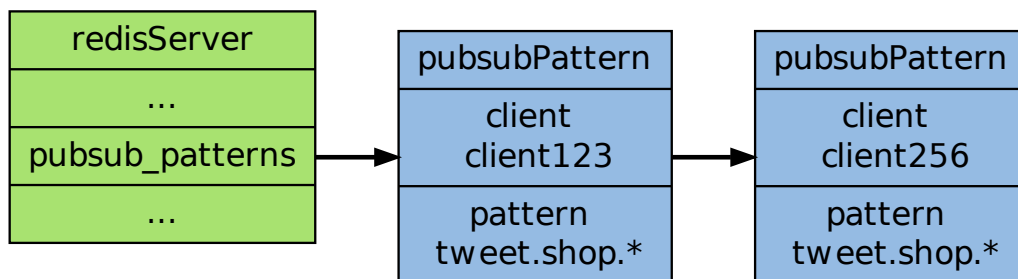 redisServer
...
pubsub_patterns
...
pubsubPattern
client
client123
pattern
tweet.shop.*
pubsubPattern
client
client256
pattern
tweet.shop.*